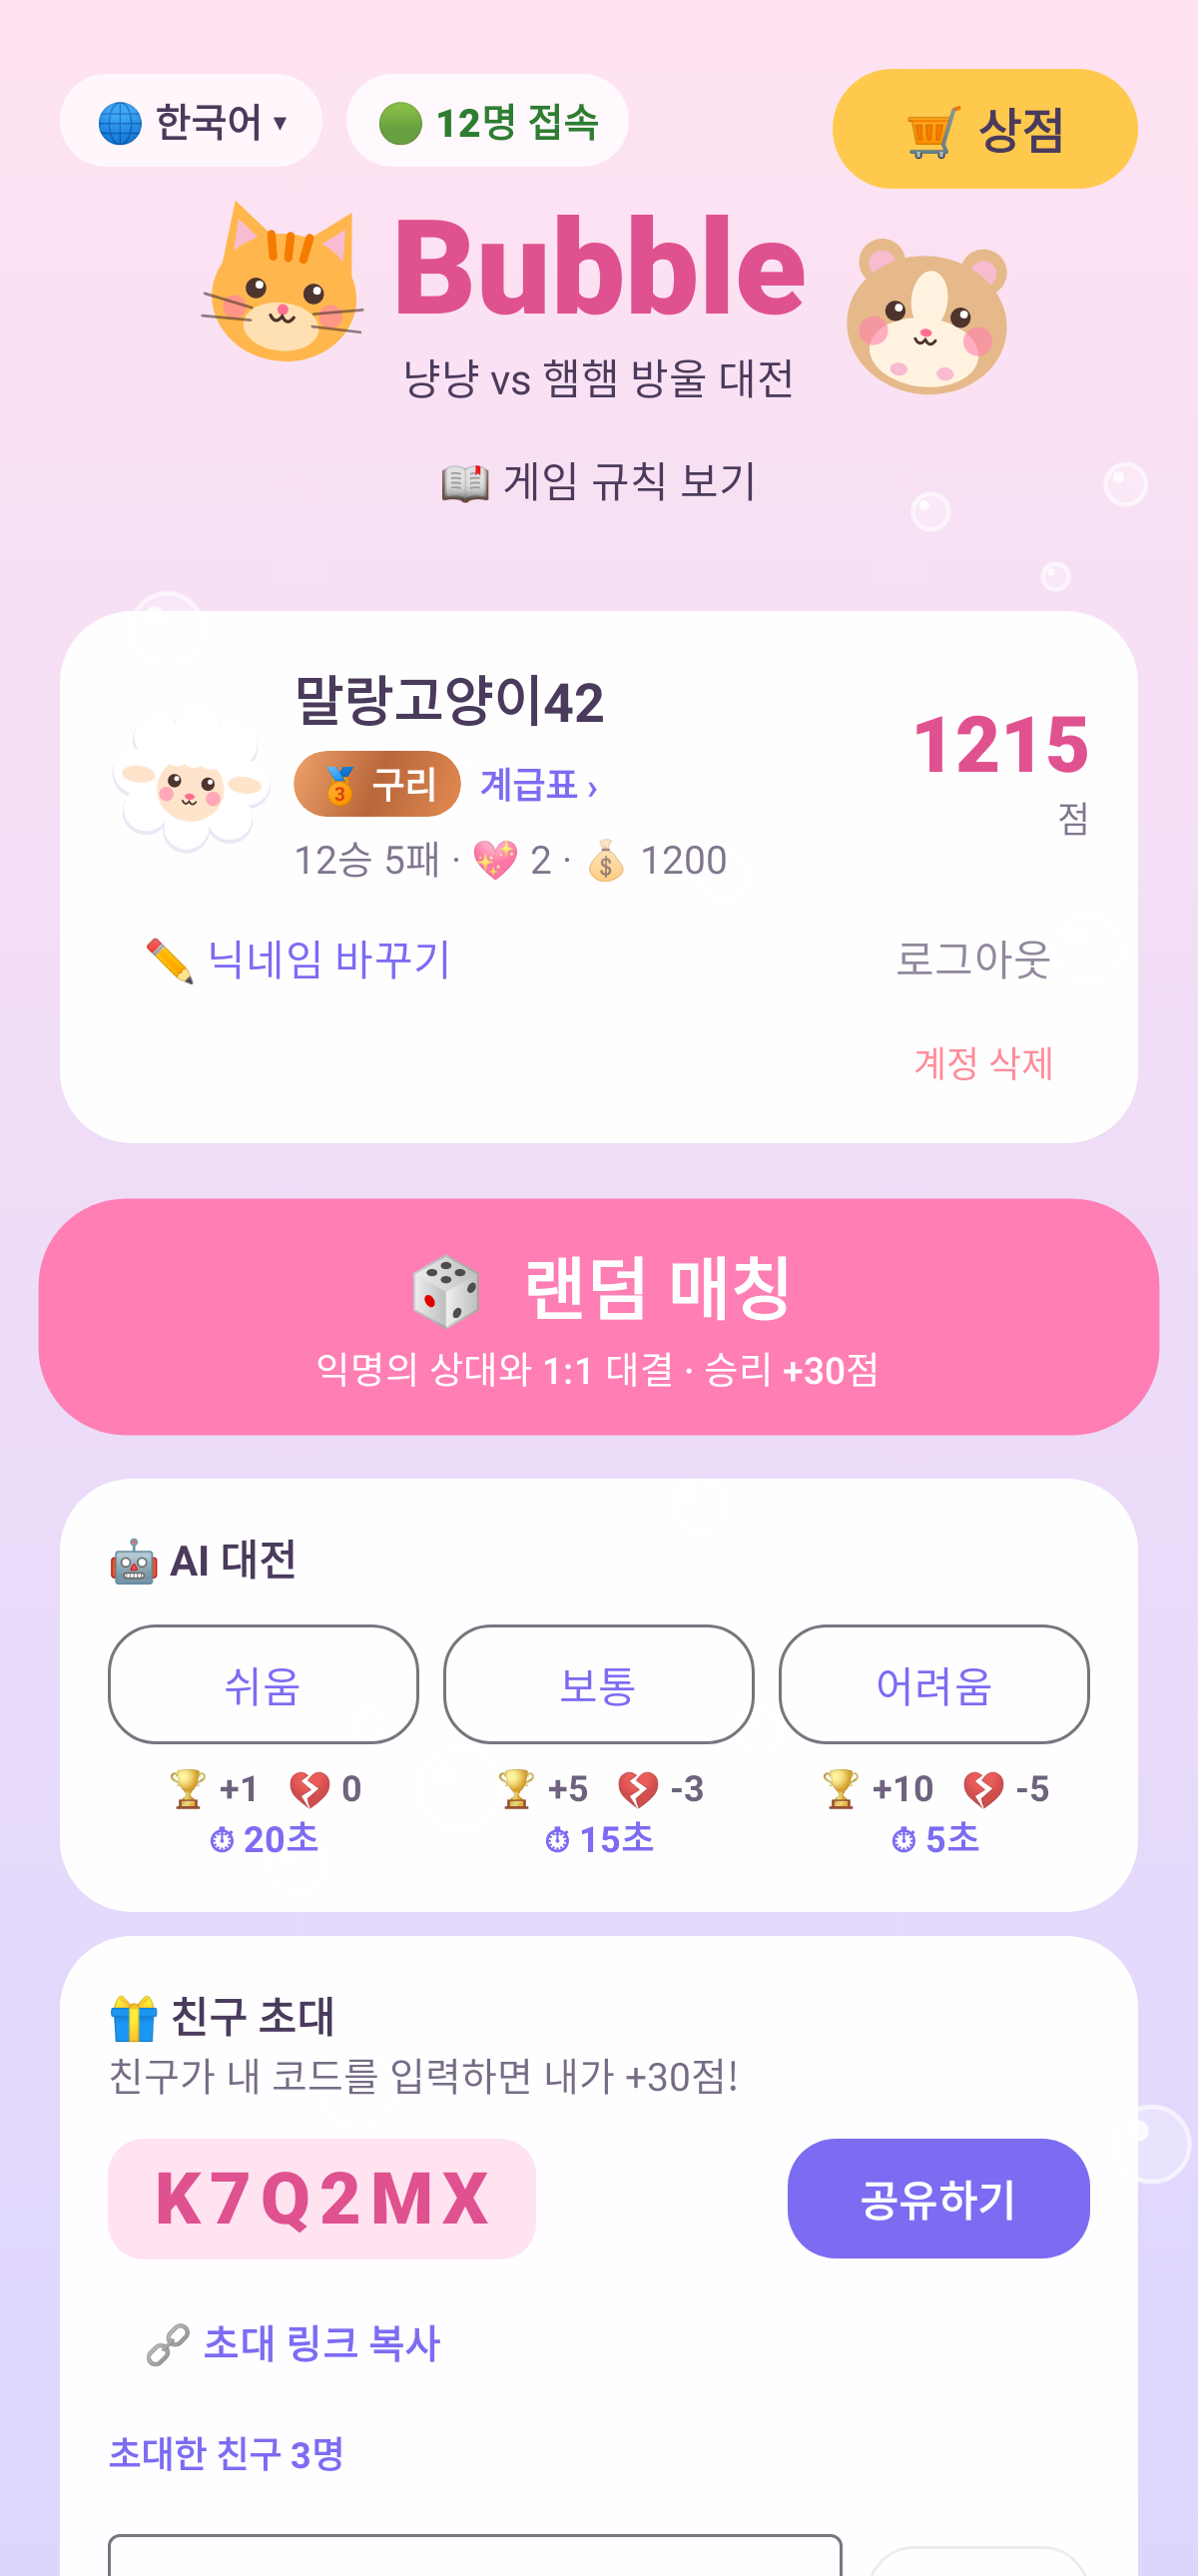 🌐 한국어 ▾
🟢 12명 접속
🛒 상점
Bubble
냥냥 vs 햄햄 방울 대전
📖 게임 규칙 보기
말랑고양이42
🥉 구리 계급표 ›
12승 5패 · 💖 2 · 💰 1200
1215
점
✏️ 닉네임 바꾸기
로그아웃
계정 삭제
🎲 랜덤 매칭
익명의 상대와 1:1 대결 · 승리 +30점
🤖 AI 대전
쉬움 보통 어려움
🏆 +1 💔 0 🏆 +5 💔 -3 🏆 +10 💔 -5
⏱ 20초 ⏱ 15초 ⏱ 5초
🎁 친구 초대
친구가 내 코드를 입력하면 내가 +30점!
K7Q2MX
공유하기
🔗 초대 링크 복사
초대한 친구 3명